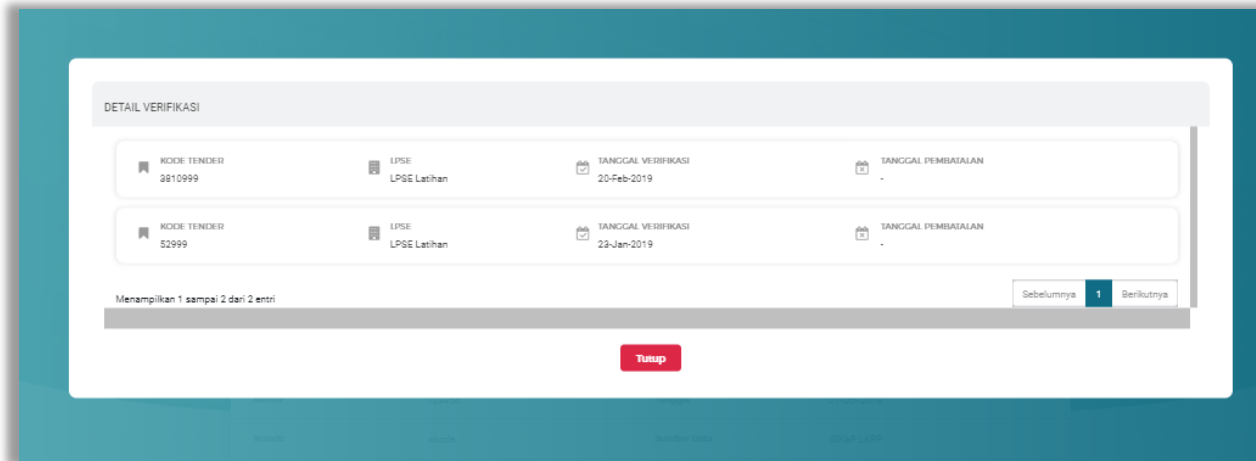 DETAIL VERIFIKASI
KODE TENDER
3810999
LPSE
LPSE Latihan
TANGGAL VERIFIKASI
20-Feb-2019
TANGGAL PEMBATALAN
-
KODE TENDER
52999
LPSE
LPSE Latihan
TANGGAL VERIFIKASI
23-Jan-2019
TANGGAL PEMBATALAN
-
Menampilkan 1 sampai 2 dari 2 entri
Sebelumnya 1 Berikutnya
Tutup